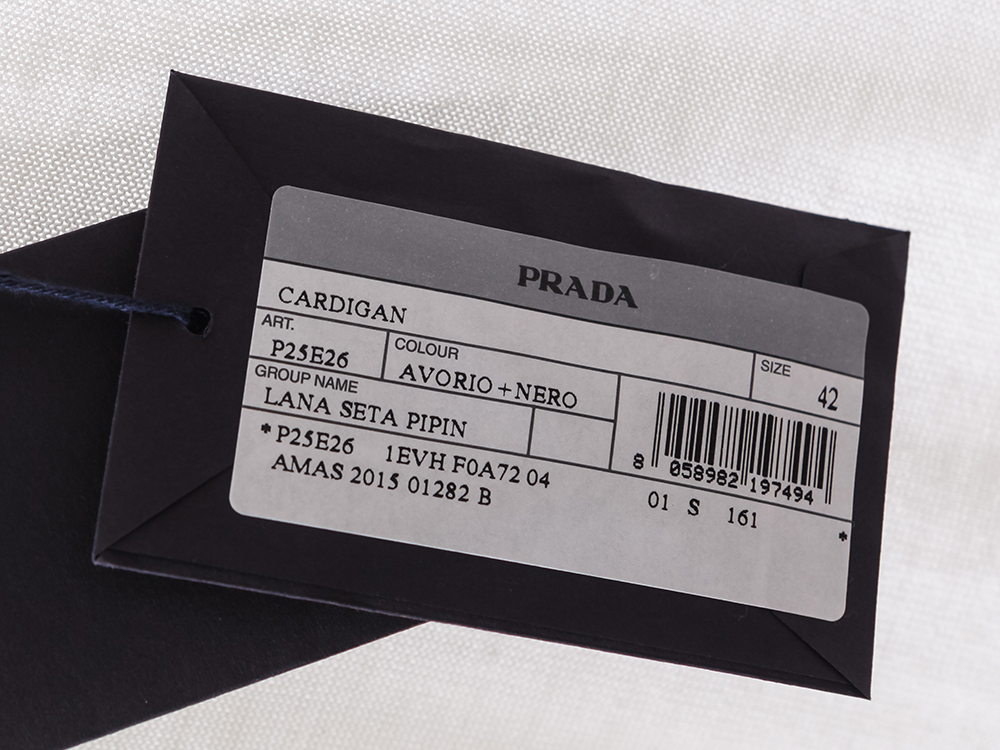 PRADA
CARDIGAN
ART.
P25E26
COLOUR
AVORIO+NERO
SIZE
42
GROUP NAME
LANA SETA PIPIN
*P25E26 1EVH F0A72 04
AMAS 2015 01282 B
8 058982 197494
01 S 161
*